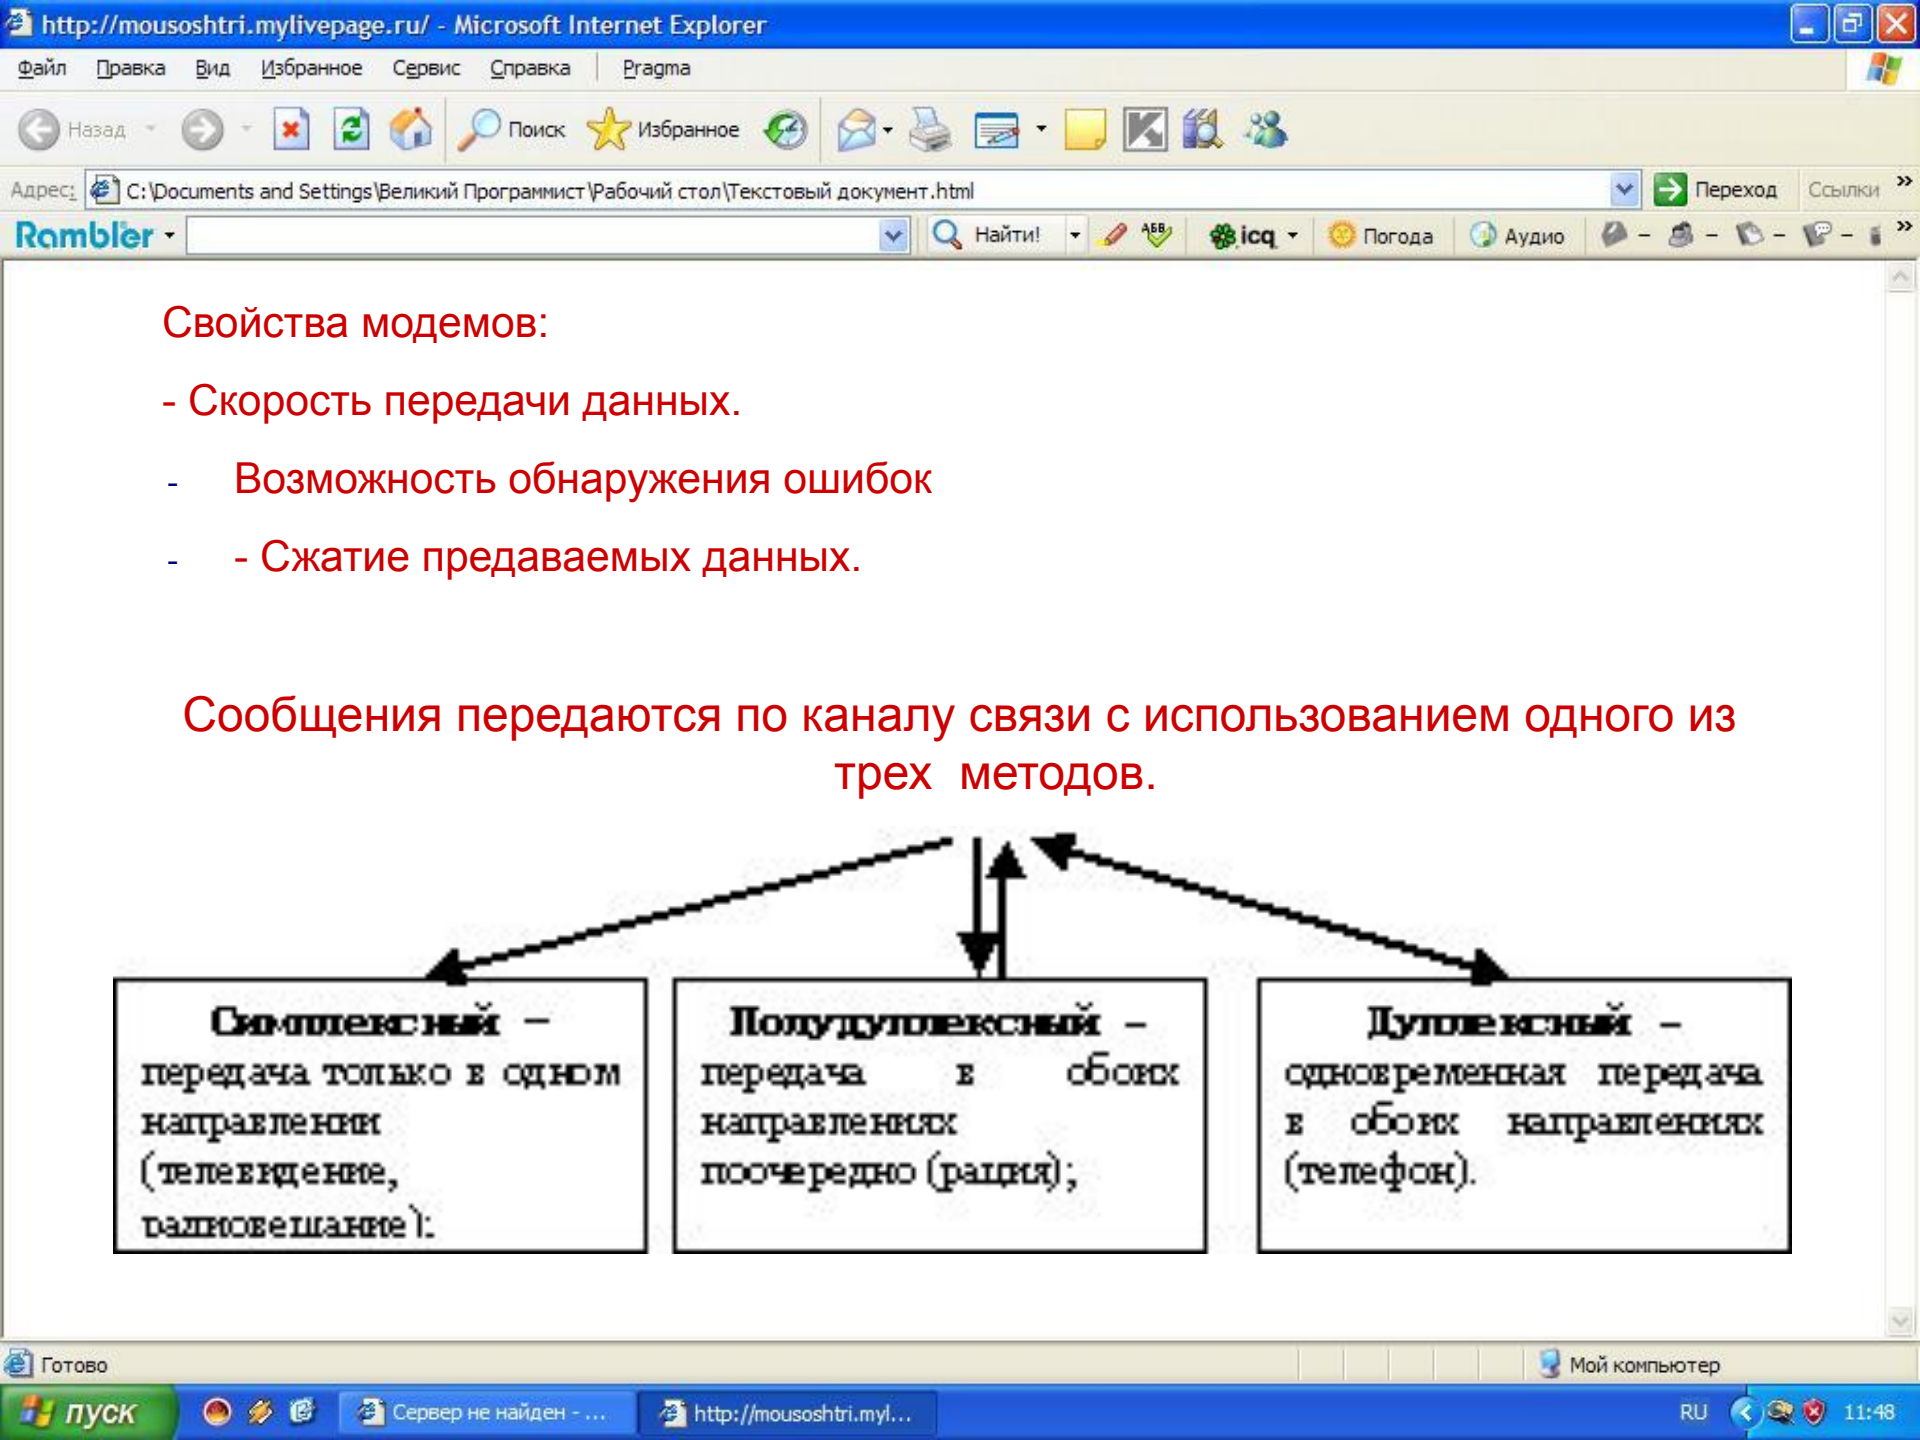 http://mousoshtri.mylivepage.ru/ - Microsoft Internet Explorer
Файл Правка Вид Избранное Сервис Справка Pragma
Назад Поиск Избранное
Адрес: C:\Documents and Settings\Великий Программист\Рабочий стол\Текстовый документ.html Переход Ссылки »
Rambler Найти! АБВ icq Погода Аудио »
Свойства модемов:
- Скорость передачи данных.
- Возможность обнаружения ошибок
- - Сжатие предаваемых данных.
Сообщения передаются по каналу связи с использованием одного из
трех методов.
Симплексный –
передача только в одном
направлении
(телевидение,
радиовещание);
Полудуплексный –
передача в обоих
направлениях
поочередно (рация);
Дуплексный –
одновременная передача
в обоих направлениях
(телефон).
Готово Мой компьютер
пуск Сервер не найден - ... http://mousoshtri.myl... RU 11:48